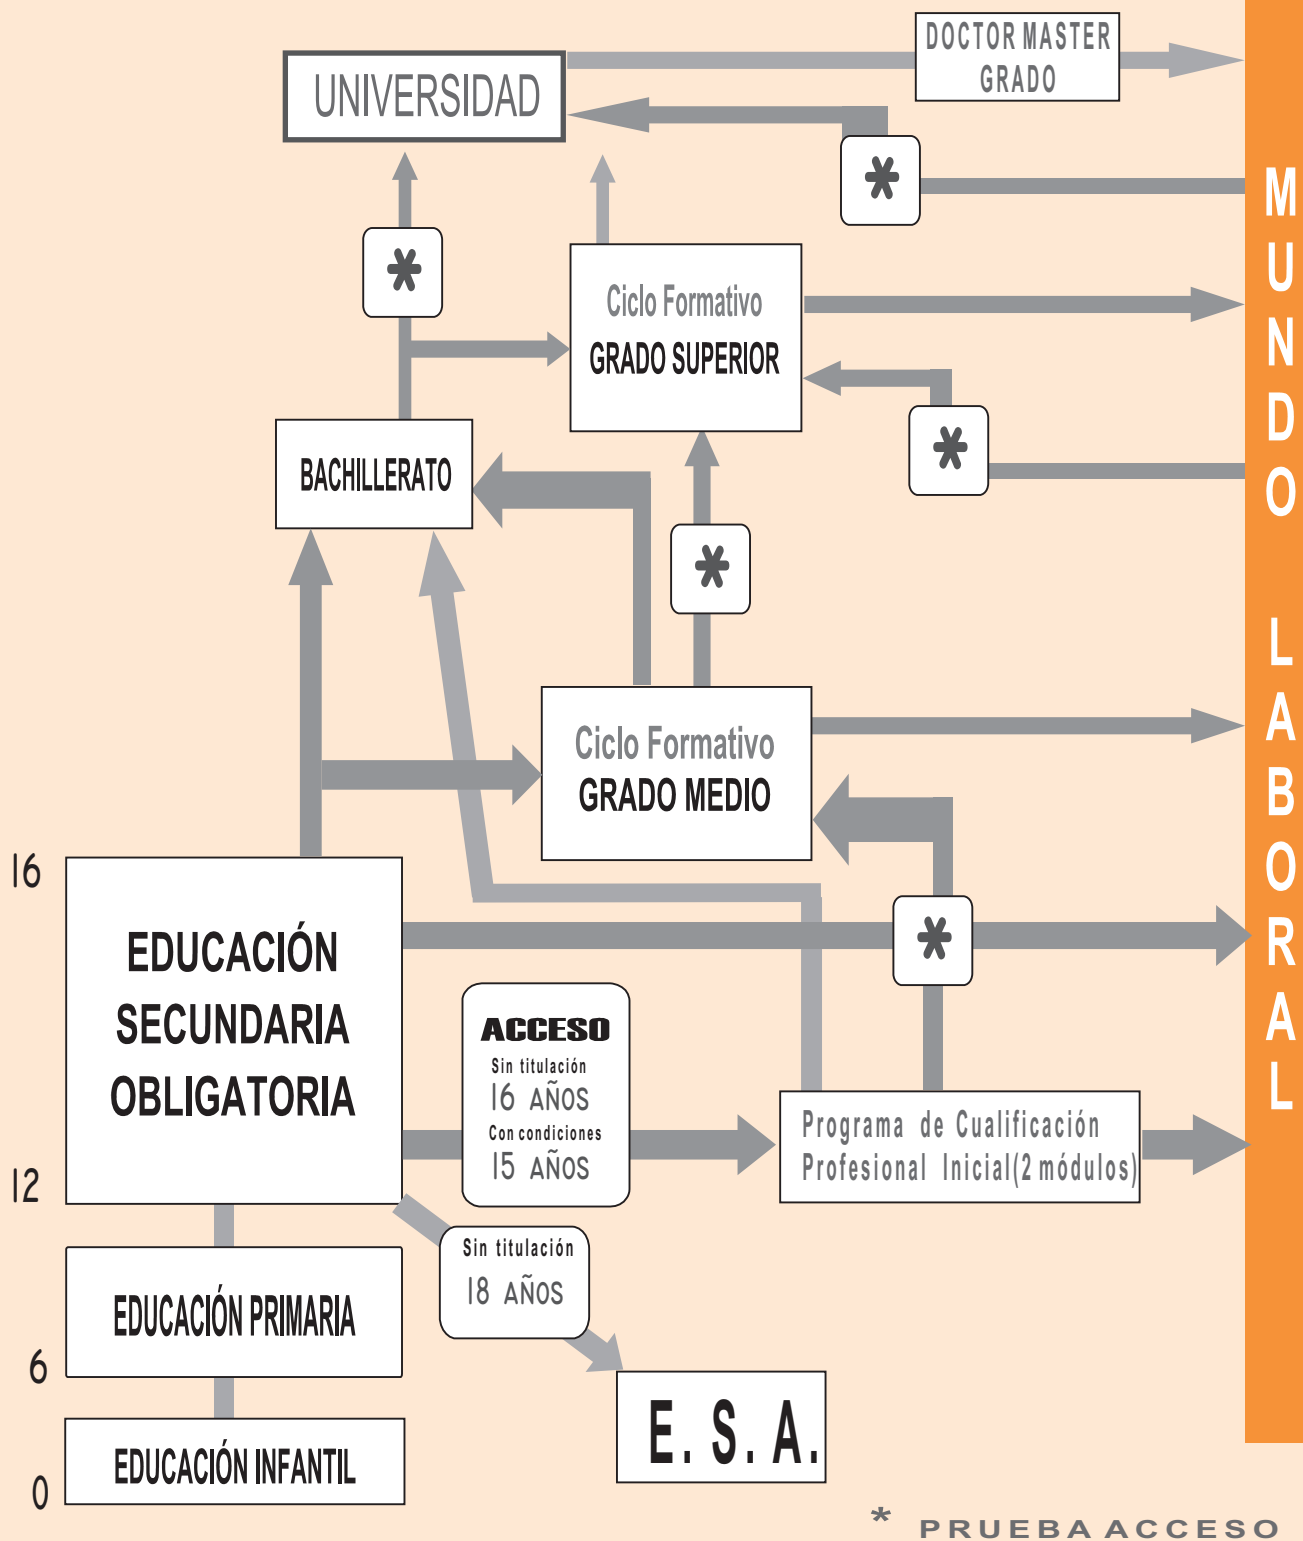 DOCTOR MASTER
GRADO
UNIVERSIDAD
*
*
Ciclo Formativo
GRADO SUPERIOR
*
BACHILLERATO
*
Ciclo Formativo
GRADO MEDIO
16
EDUCACIÓN
SECUNDARIA
OBLIGATORIA
*
ACCESO
Sin titulación
16 AÑOS
Con condiciones
15 AÑOS
Programa de Cualificación
Profesional Inicial(2 módulos)
12
Sin titulación
18 AÑOS
EDUCACIÓN PRIMARIA
6
E. S. A.
EDUCACIÓN INFANTIL
0
MUNDO LABORAL
* PRUEBA ACCESO